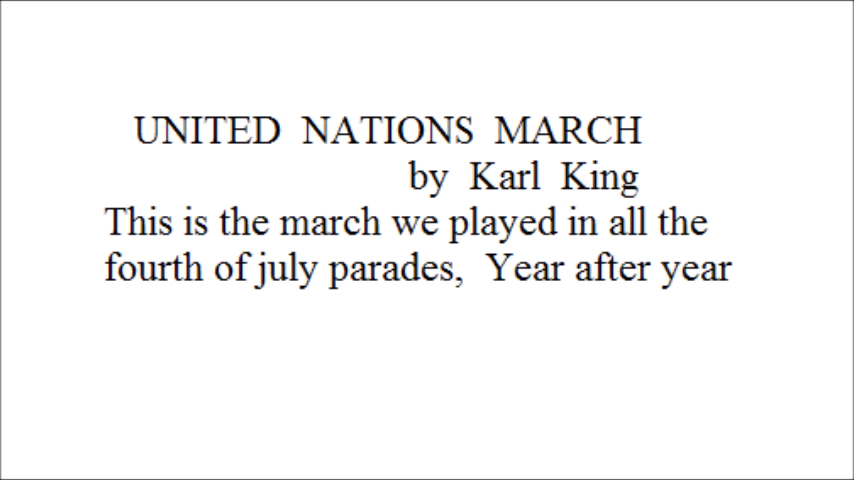 UNITED NATIONS MARCH
by Karl King
This is the march we played in all the
fourth of july parades, Year after year